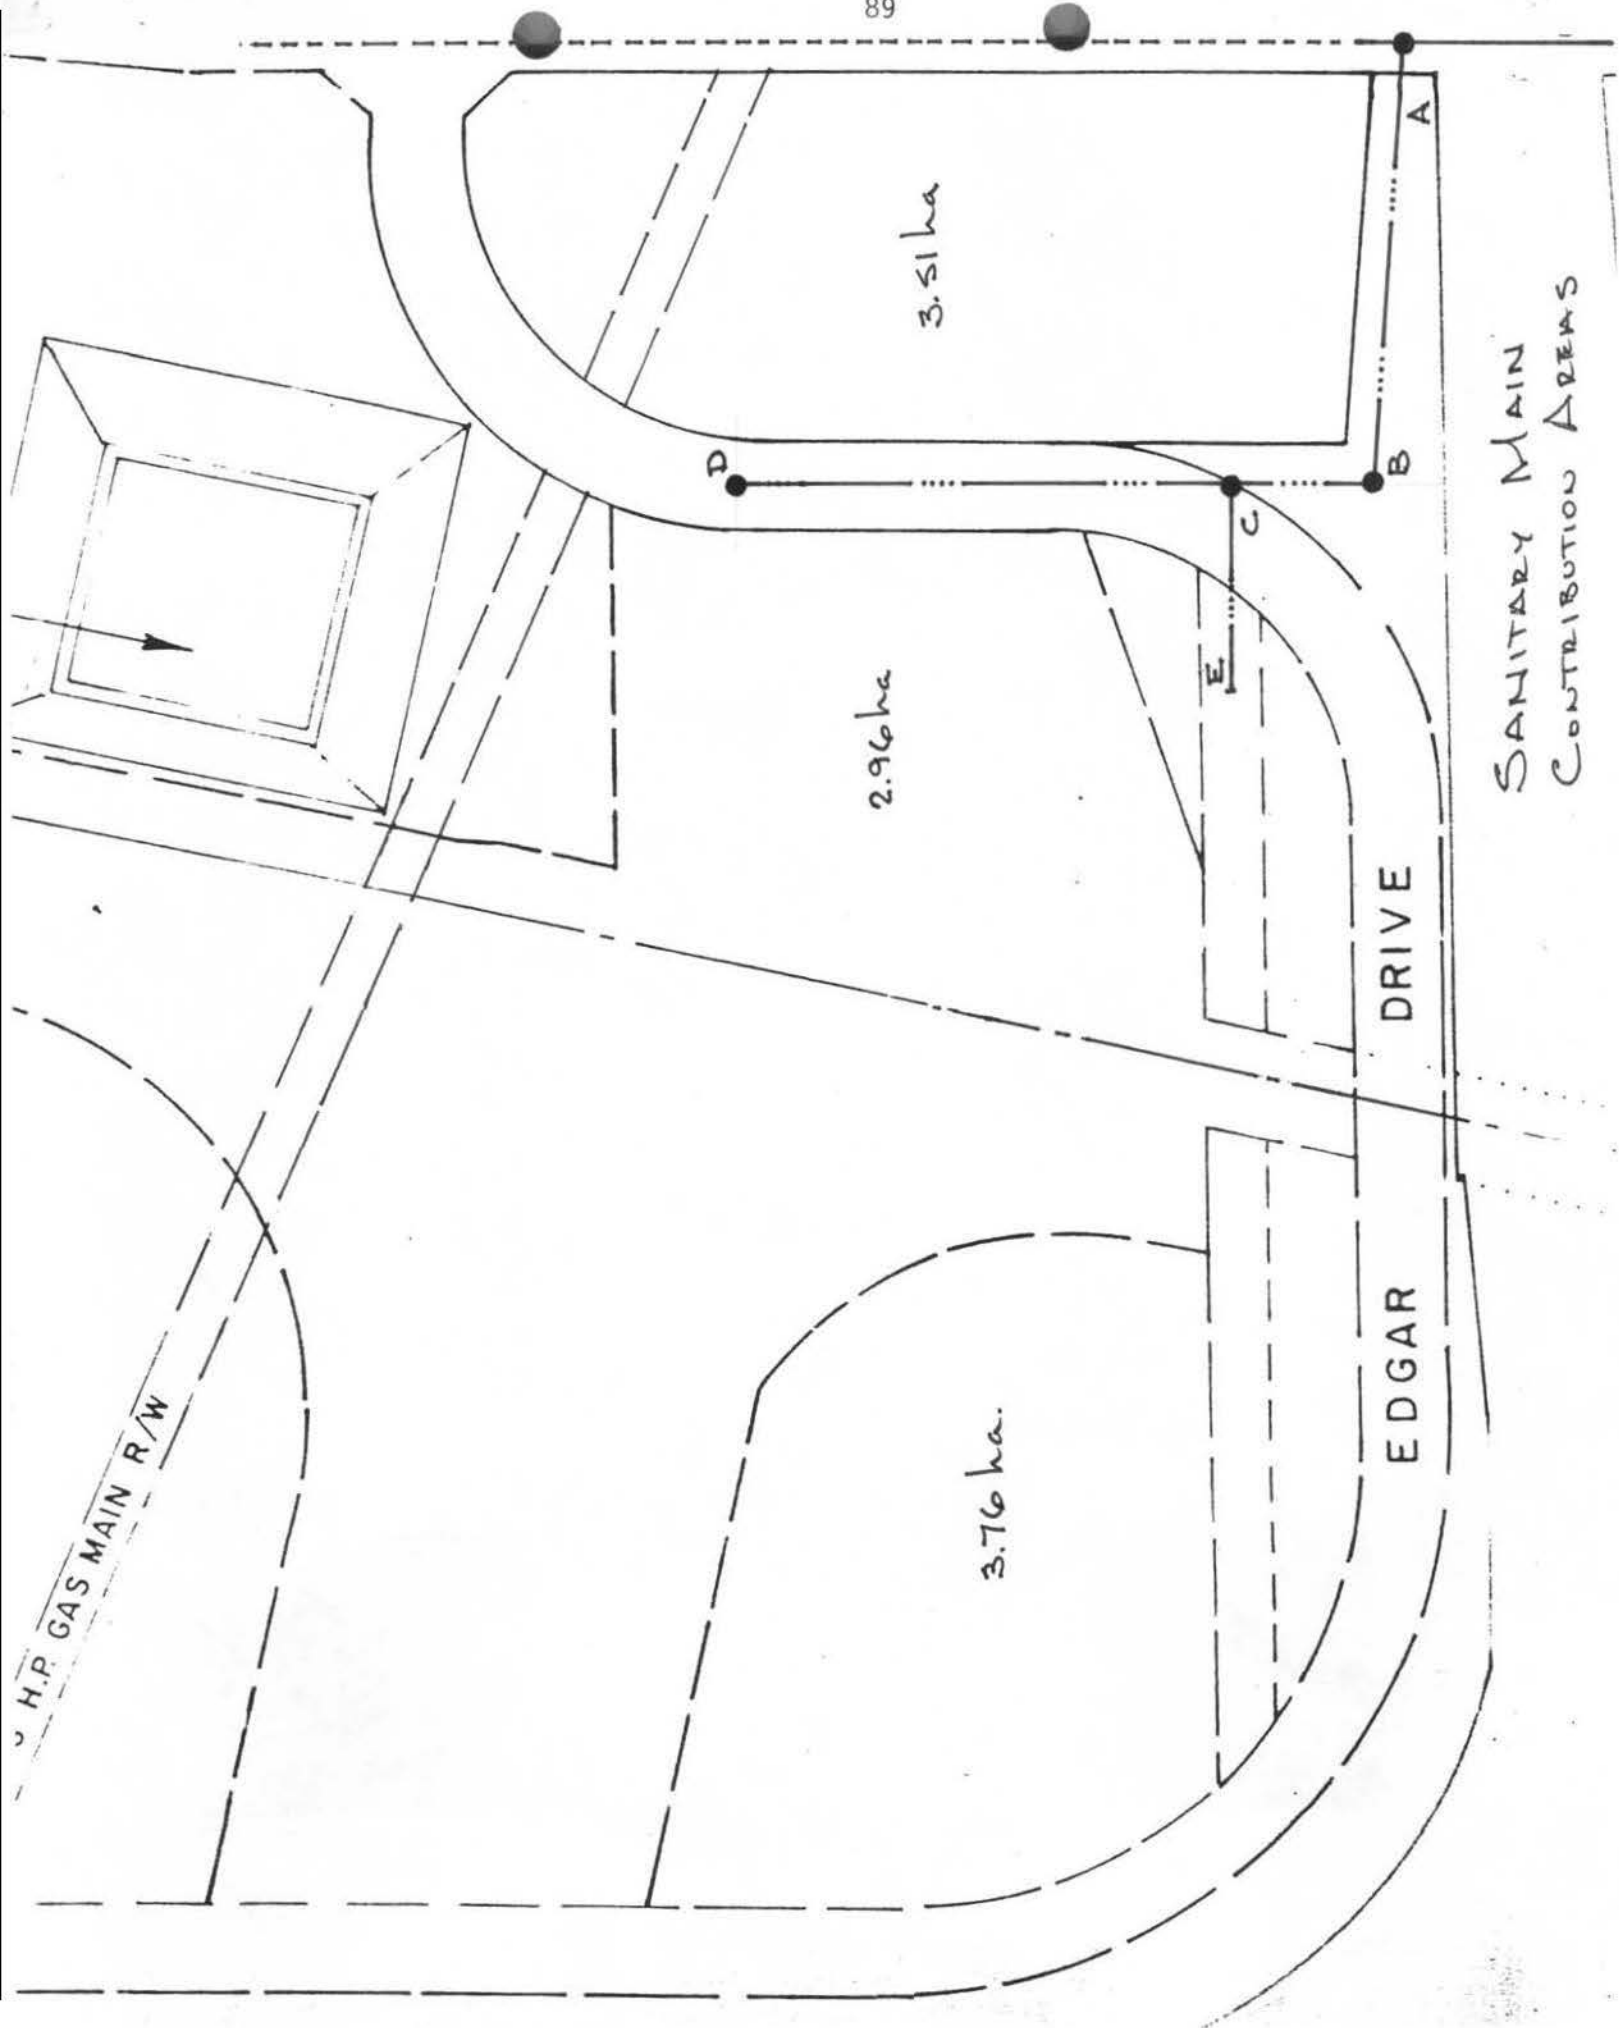 89
A
3.51 ha
D
B
C
E
2.96 ha
SANITARY MAIN
CONTRIBUTION AREAS
EDGAR DRIVE
H.P. GAS MAIN R/W
3.76 ha.